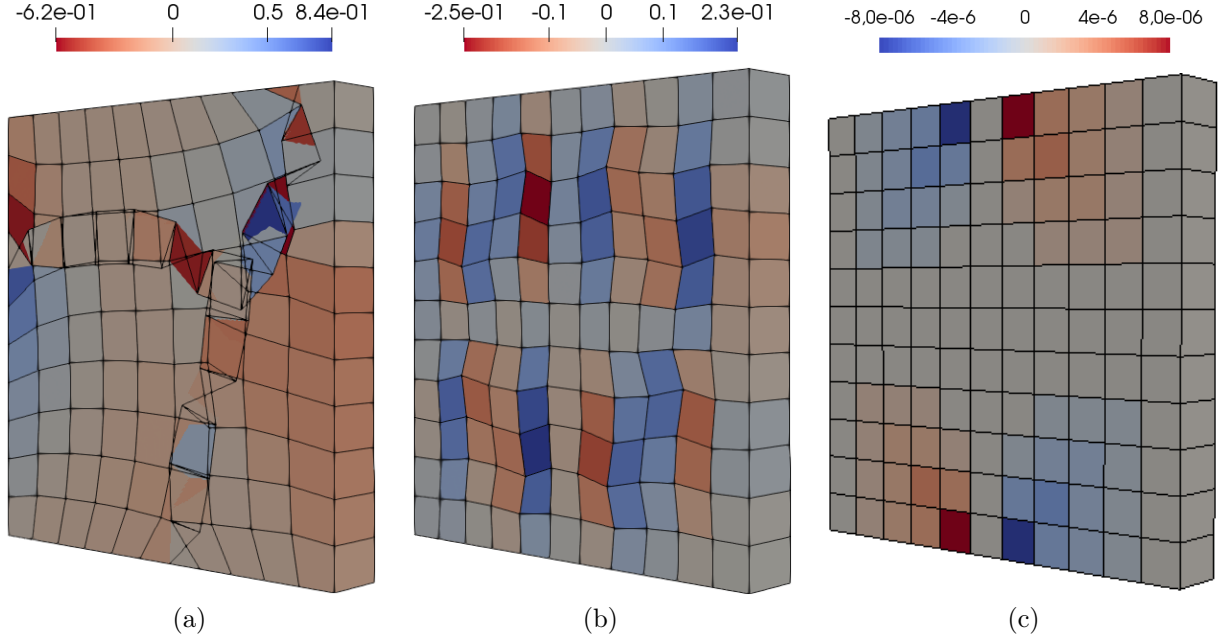 -6.2e-01 0 0.5 8.4e-01
-2.5e-01 -0.1 0 0.1 2.3e-01
-8,0e-06 -4e-6 0 4e-6 8,0e-06
(a) (b) (c)